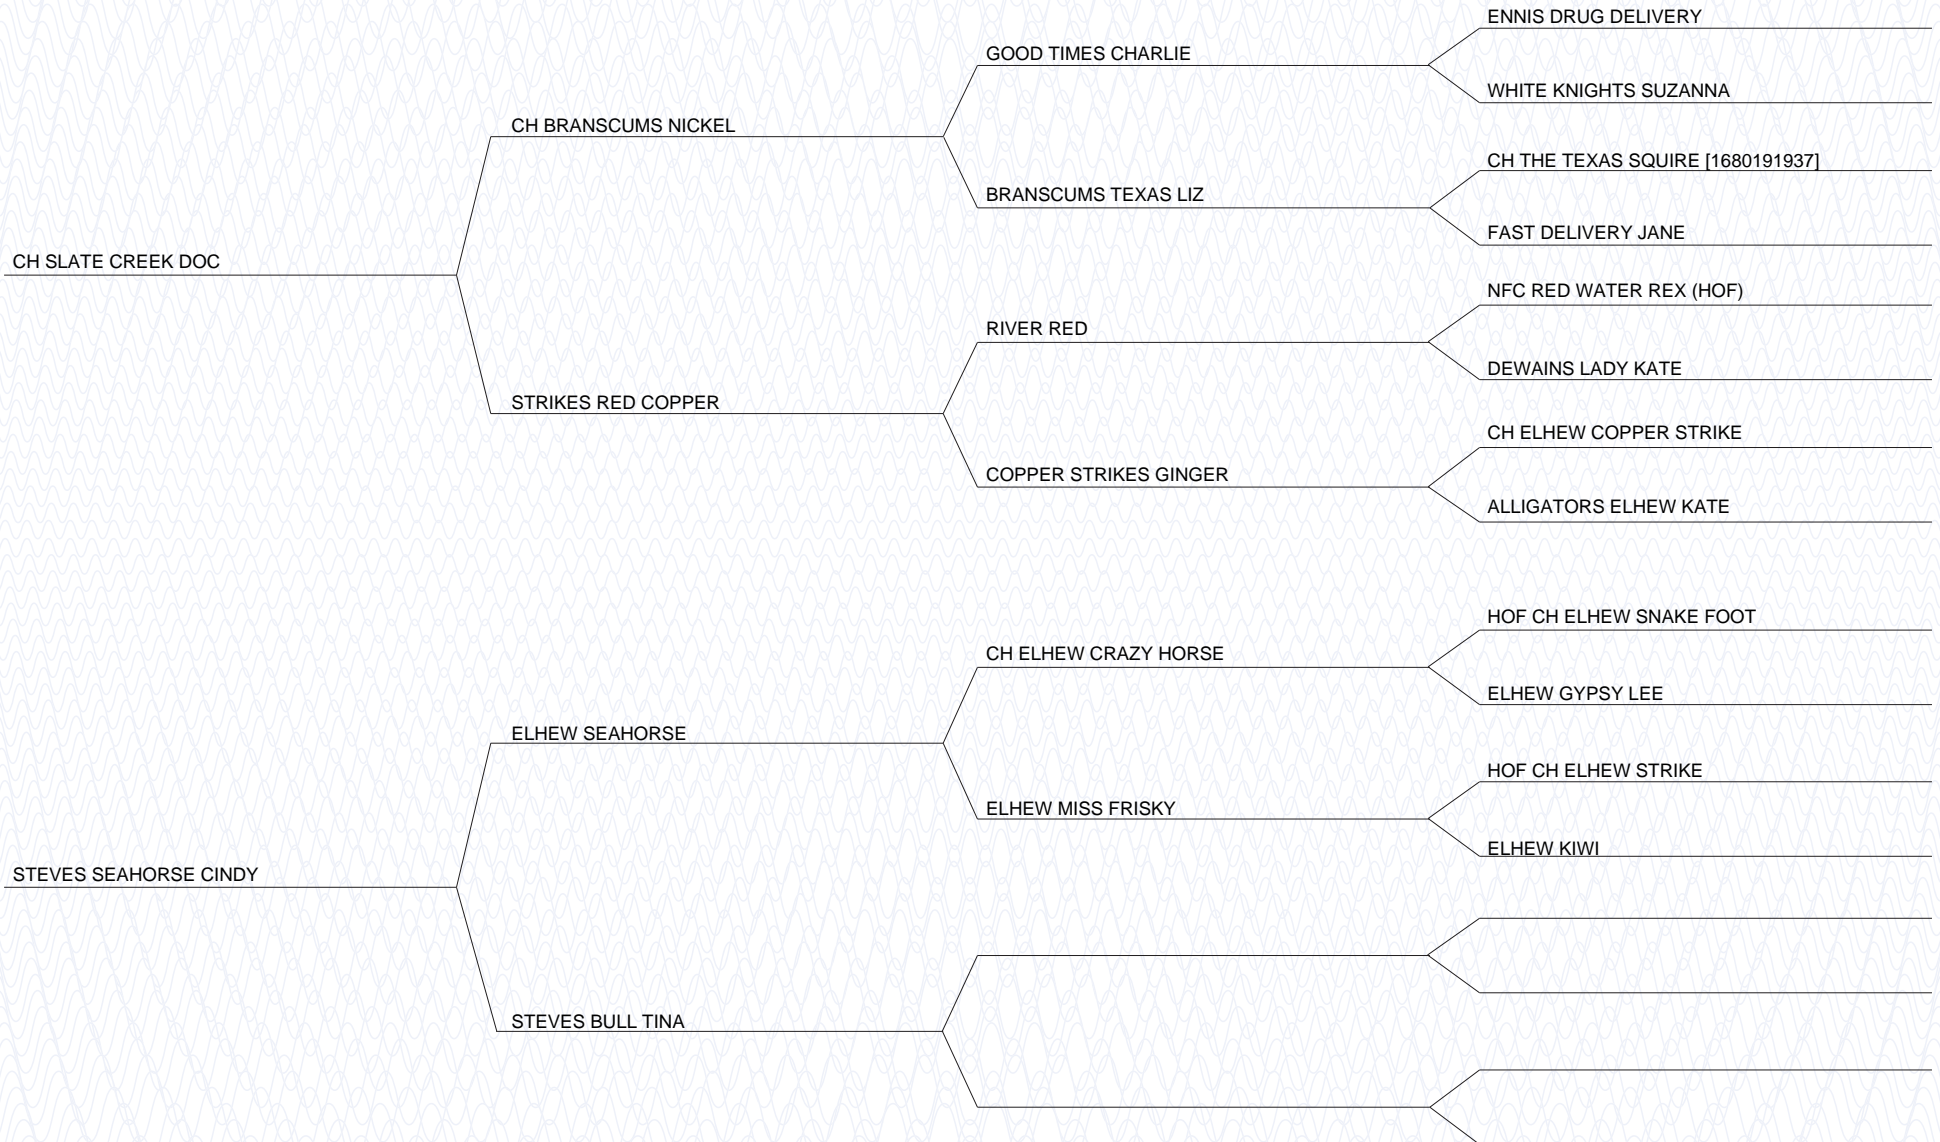 ENNIS DRUG DELIVERY
GOOD TIMES CHARLIE
WHITE KNIGHTS SUZANNA
CH BRANSCUMS NICKEL
CH THE TEXAS SQUIRE [1680191937]
BRANSCUMS TEXAS LIZ
FAST DELIVERY JANE
CH SLATE CREEK DOC
NFC RED WATER REX (HOF)
RIVER RED
DEWAINS LADY KATE
STRIKES RED COPPER
CH ELHEW COPPER STRIKE
COPPER STRIKES GINGER
ALLIGATORS ELHEW KATE
HOF CH ELHEW SNAKE FOOT
CH ELHEW CRAZY HORSE
ELHEW GYPSY LEE
ELHEW SEAHORSE
HOF CH ELHEW STRIKE
ELHEW MISS FRISKY
ELHEW KIWI
STEVES SEAHORSE CINDY
STEVES BULL TINA